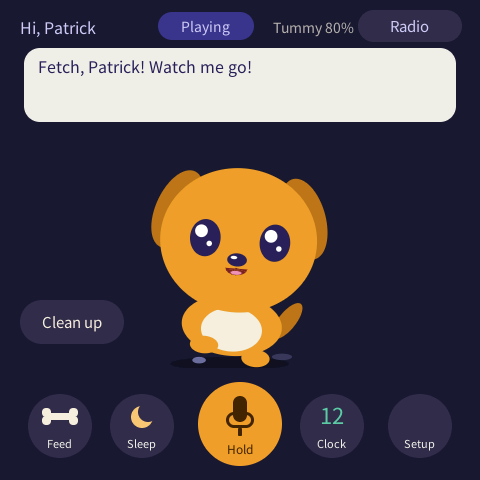 Hi, Patrick
Playing
Tummy 80%
Radio
Fetch, Patrick! Watch me go!
Clean up
Feed
Sleep
Hold
12
Clock
Setup